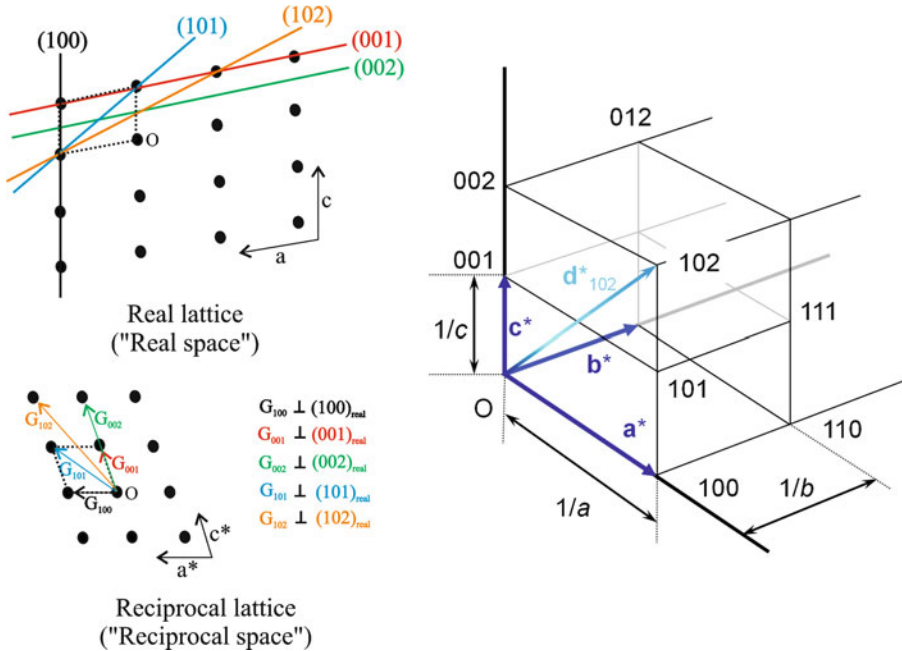 (100)
(101)
(102)
(001)
(002)
O
c
a
Real lattice
("Real space")
G102
G002
G101
G001
G100
O
c*
a*
G100 ⊥ (100)real
G001 ⊥ (001)real
G002 ⊥ (002)real
G101 ⊥ (101)real
G102 ⊥ (102)real
Reciprocal lattice
("Reciprocal space")
012
002
001
102
d*102
111
1/c
c*
b*
101
O
a*
110
100
1/a
1/b